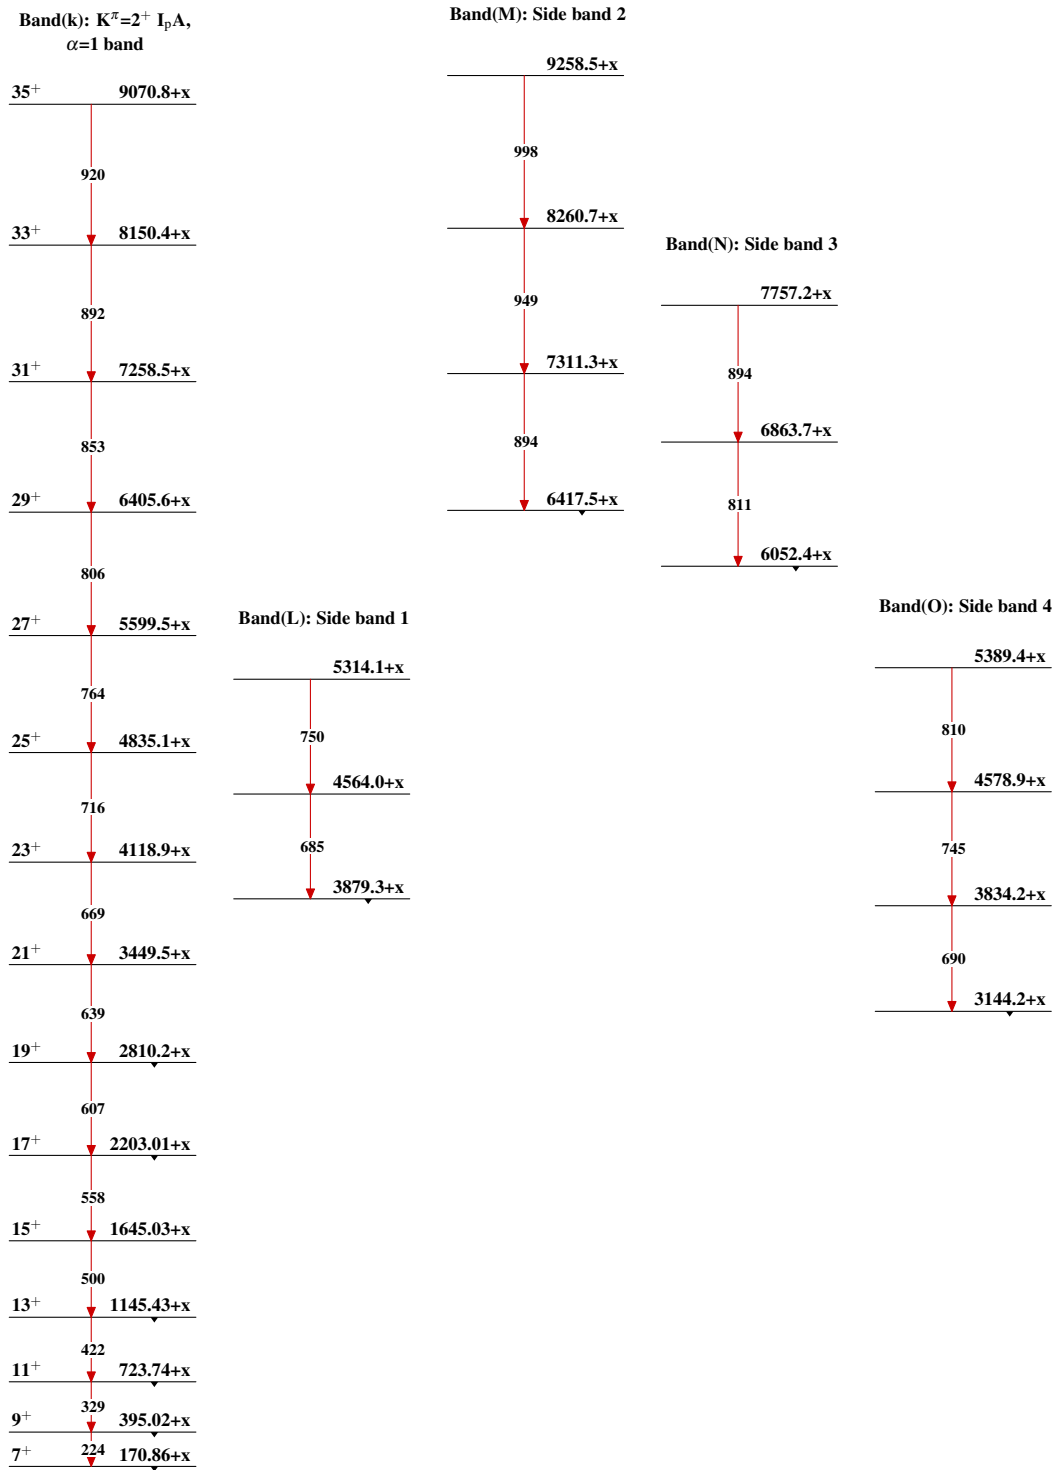 Band(k): K^π=2⁺ I_pA,
α=1 band
35⁺ 9070.8+x
920
33⁺ 8150.4+x
892
31⁺ 7258.5+x
853
29⁺ 6405.6+x
806
27⁺ 5599.5+x
764
25⁺ 4835.1+x
716
23⁺ 4118.9+x
669
21⁺ 3449.5+x
639
19⁺ 2810.2+x
607
17⁺ 2203.01+x
558
15⁺ 1645.03+x
500
13⁺ 1145.43+x
422
11⁺ 723.74+x
329
9⁺ 395.02+x
224
7⁺ 170.86+x
Band(L): Side band 1
5314.1+x
750
4564.0+x
685
3879.3+x
Band(M): Side band 2
9258.5+x
998
8260.7+x
949
7311.3+x
894
6417.5+x
Band(N): Side band 3
7757.2+x
894
6863.7+x
811
6052.4+x
Band(O): Side band 4
5389.4+x
810
4578.9+x
745
3834.2+x
690
3144.2+x